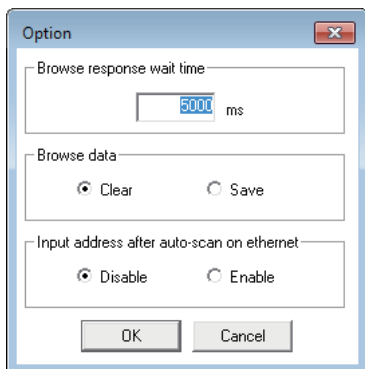 Option
Browse response wait time
5000 ms
Browse data
Clear Save
Input address after auto-scan on ethernet
Disable Enable
OK Cancel